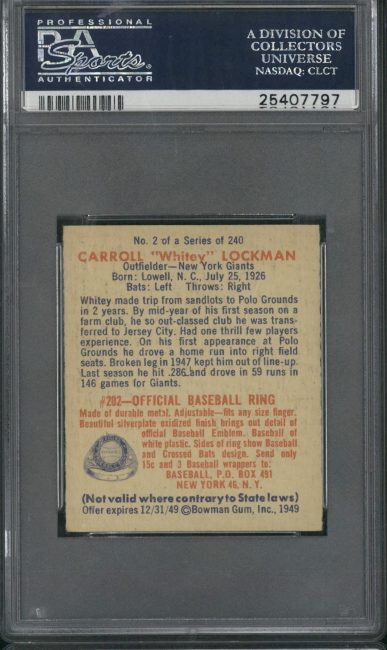 PROFESSIONAL
PSA
Sports
AUTHENTICATOR
A DIVISION OF
COLLECTORS
UNIVERSE
NASDAQ: CLCT
25407797
No. 2 of a Series of 240
CARROLL "Whitey" LOCKMAN
Outfielder—New York Giants
Born: Lowell, N. C., July 25, 1926
Bats: Left Throws: Right
Whitey made trip from sandlots to Polo Grounds
in 2 years. By mid-year of his first season on a
farm club, he so out-classed club he was trans-
ferred to Jersey City. Had one thrill few players
experience. On his first appearance at Polo
Grounds he drove a home run into right field
seats. Broken leg in 1947 kept him out of line-up.
Last season he hit .286 and drove in 59 runs in
146 games for Giants.
#202—OFFICIAL BASEBALL RING
Made of durable metal. Adjustable—fits any size finger.
Beautiful silverplate oxidized finish brings out detail of
official Baseball Emblem. Baseball of
white plastic. Sides of ring show Baseball
and Crossed Bats design. Send only
15c and 3 Baseball wrappers to:
BASEBALL, P.O. BOX 491
NEW YORK 46, N. Y.
(Not valid where contrary to State laws)
Offer expires 12/31/49 ©Bowman Gum, Inc., 1949